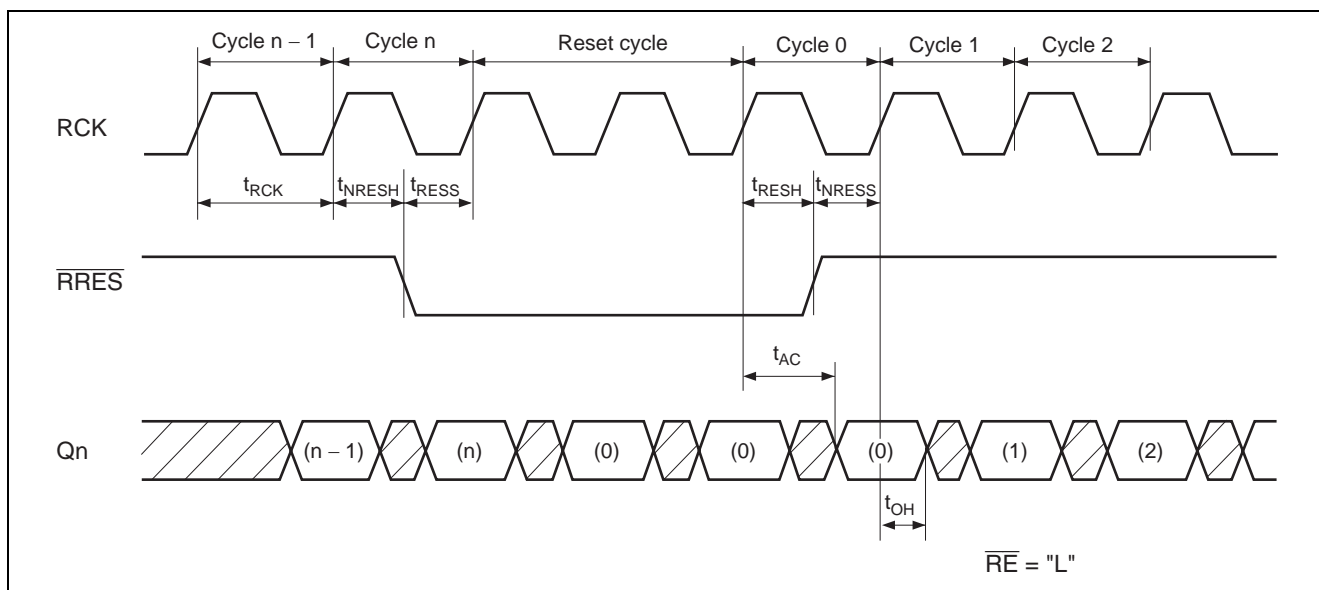 Cycle n – 1 Cycle n Reset cycle Cycle 0 Cycle 1 Cycle 2
RCK
tRCK tNRESH tRESS tRESH tNRESS
RRES
tAC
Qn (n – 1) (n) (0) (0) (0) (1) (2)
tOH
RE = "L"